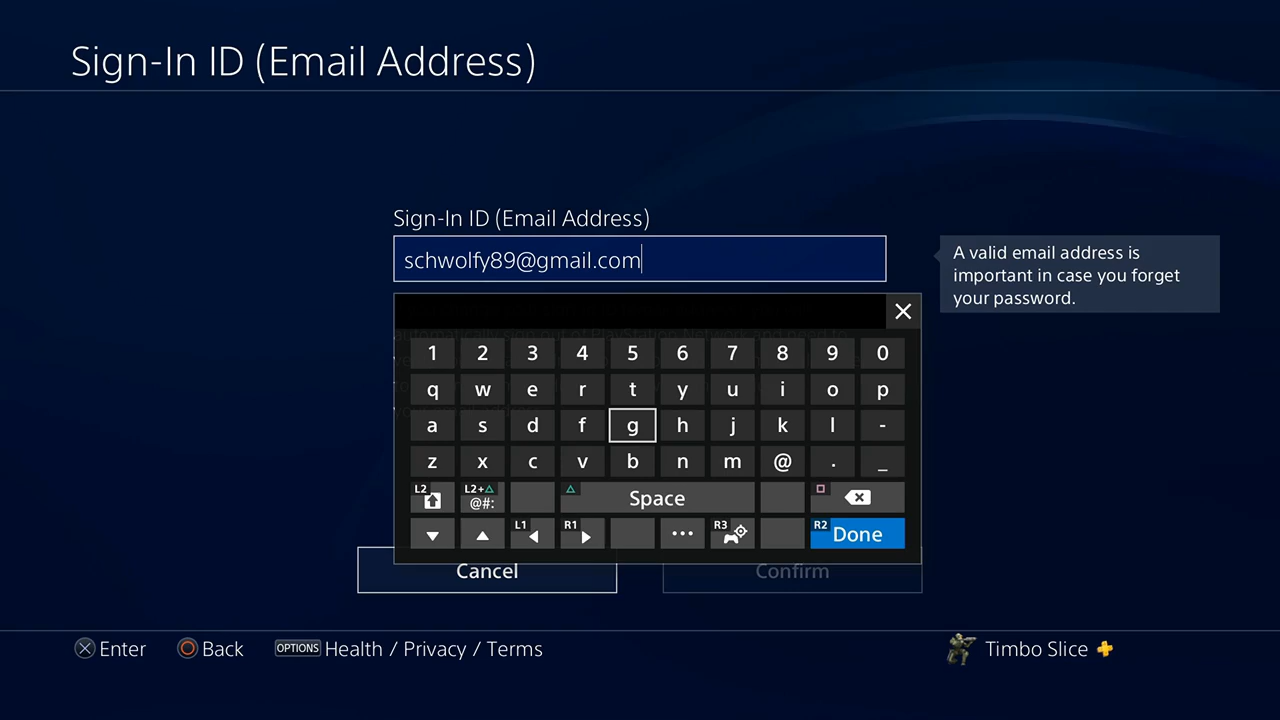 Sign-In ID (Email Address)
Sign-In ID (Email Address)
schwolfy89@gmail.com
A valid email address is
important in case you forget
your password.
1 2 3 4 5 6 7 8 9 0
q w e r t y u i o p
a s d f g h j k l -
z x c v b n m @ . _
L2 L2+△ @#: △ Space □
L1 R1 ... R3 R2 Done
Cancel Confirm
Enter Back OPTIONS Health / Privacy / Terms Timbo Slice